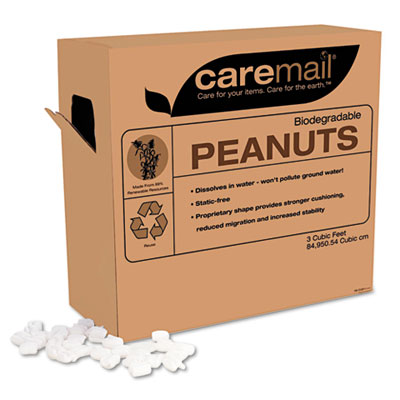 caremail®
Care for your items. Care for the earth.™
Biodegradable
PEANUTS
• Dissolves in water - won't pollute ground water!
• Static-free
• Proprietary shape provides stronger cushioning,
reduced migration and increased stability
Made From 99%
Renewable Resources
Reuse
3 Cubic Feet
84,950.54 Cubic cm